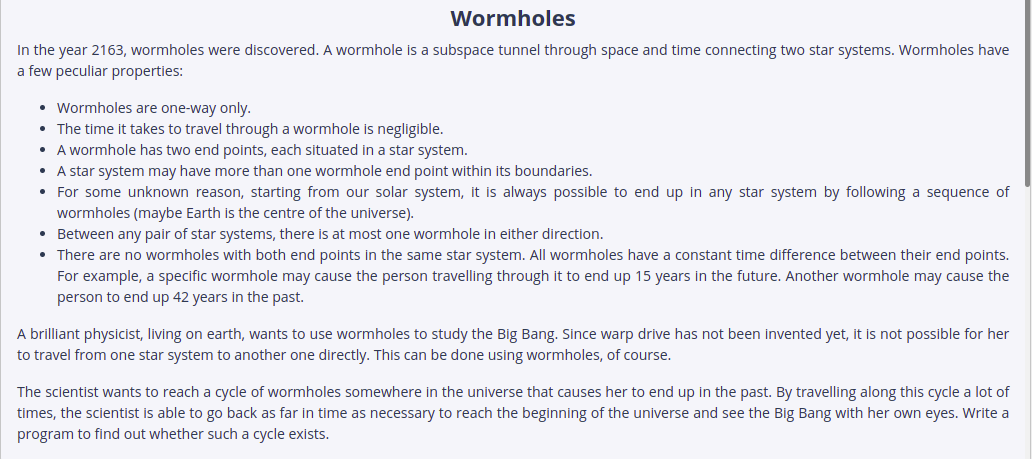 Wormholes
In the year 2163, wormholes were discovered. A wormhole is a subspace tunnel through space and time connecting two star systems. Wormholes have
a few peculiar properties:
• Wormholes are one-way only.
• The time it takes to travel through a wormhole is negligible.
• A wormhole has two end points, each situated in a star system.
• A star system may have more than one wormhole end point within its boundaries.
• For some unknown reason, starting from our solar system, it is always possible to end up in any star system by following a sequence of
wormholes (maybe Earth is the centre of the universe).
• Between any pair of star systems, there is at most one wormhole in either direction.
• There are no wormholes with both end points in the same star system. All wormholes have a constant time difference between their end points.
For example, a specific wormhole may cause the person travelling through it to end up 15 years in the future. Another wormhole may cause the
person to end up 42 years in the past.
A brilliant physicist, living on earth, wants to use wormholes to study the Big Bang. Since warp drive has not been invented yet, it is not possible for her
to travel from one star system to another one directly. This can be done using wormholes, of course.
The scientist wants to reach a cycle of wormholes somewhere in the universe that causes her to end up in the past. By travelling along this cycle a lot of
times, the scientist is able to go back as far in time as necessary to reach the beginning of the universe and see the Big Bang with her own eyes. Write a
program to find out whether such a cycle exists.